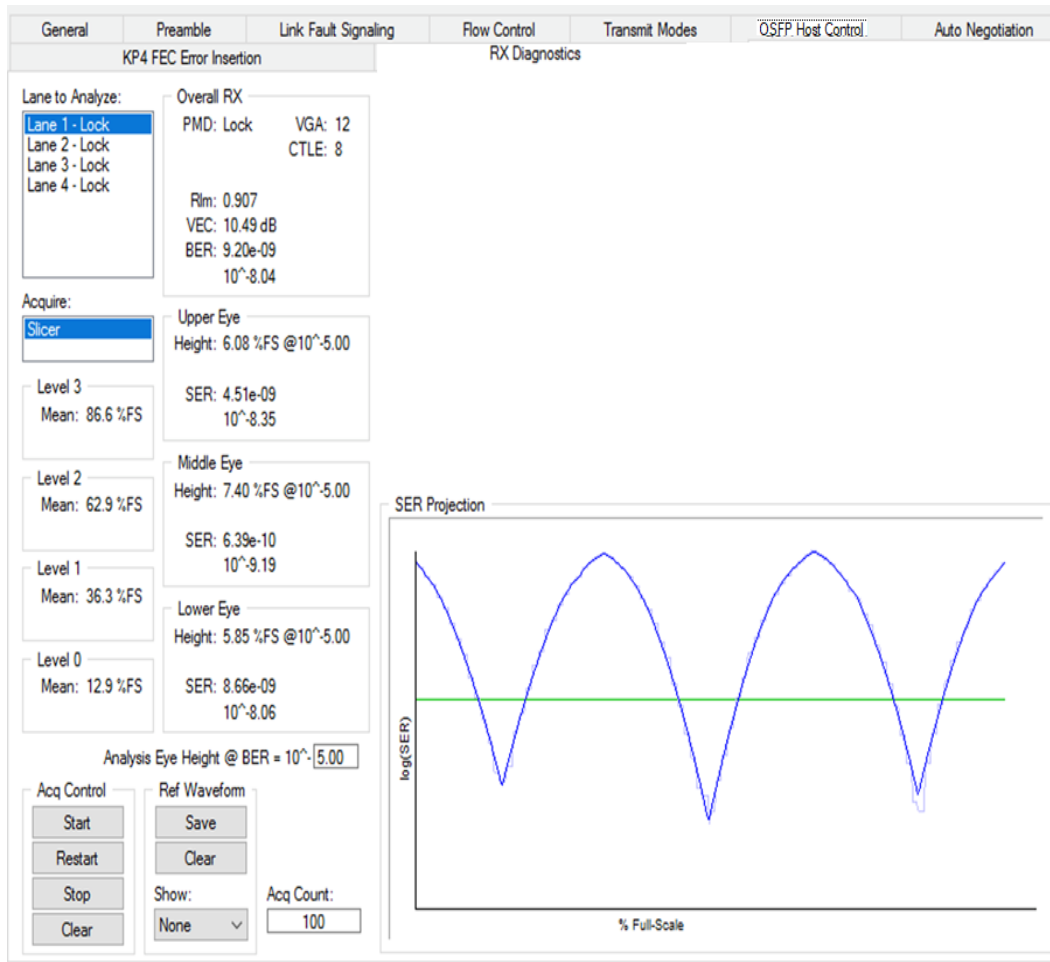 General Preamble Link Fault Signaling Flow Control Transmit Modes QSFP Host Control Auto Negotiation
KP4 FEC Error Insertion RX Diagnostics
Lane to Analyze:
Lane 1 - Lock
Lane 2 - Lock
Lane 3 - Lock
Lane 4 - Lock
Overall RX
PMD: Lock VGA: 12
CTLE: 8
Rlm: 0.907
VEC: 10.49 dB
BER: 9.20e-09
10^-8.04
Acquire:
Slicer
Upper Eye
Height: 6.08 %FS @10^-5.00
SER: 4.51e-09
10^-8.35
Level 3
Mean: 86.6 %FS
Middle Eye
Height: 7.40 %FS @10^-5.00
SER: 6.39e-10
10^-9.19
Level 2
Mean: 62.9 %FS
Level 1
Mean: 36.3 %FS
Lower Eye
Height: 5.85 %FS @10^-5.00
SER: 8.66e-09
10^-8.06
Level 0
Mean: 12.9 %FS
Analysis Eye Height @ BER = 10^- 5.00
Acq Control
Start
Restart
Stop
Clear
Ref Waveform
Save
Clear
Show:
None
Acq Count:
100
SER Projection
log(SER)
% Full-Scale